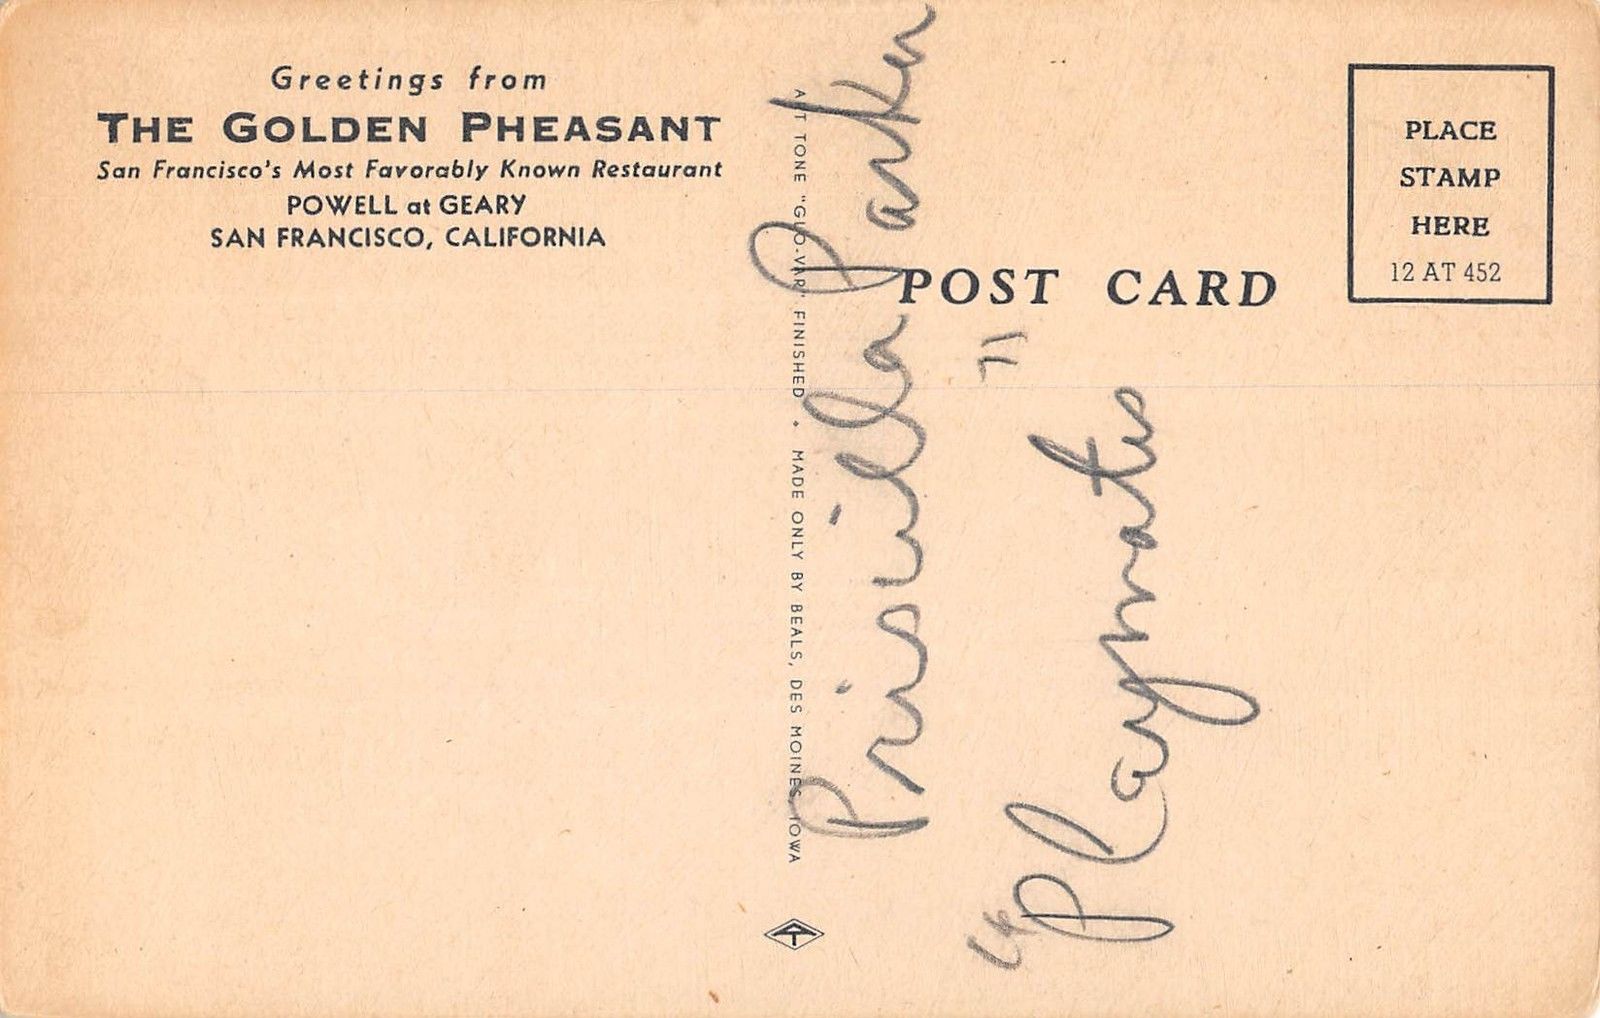 Greetings from
THE GOLDEN PHEASANT
San Francisco's Most Favorably Known Restaurant
POWELL at GEARY
SAN FRANCISCO, CALIFORNIA
ART TONE "GLO-VAR" FINISHED • MADE ONLY BY BEALS, DES MOINES, IOWA
POST CARD
PLACE
STAMP
HERE
12 AT 452
Priscilla Parker
"Playmates"